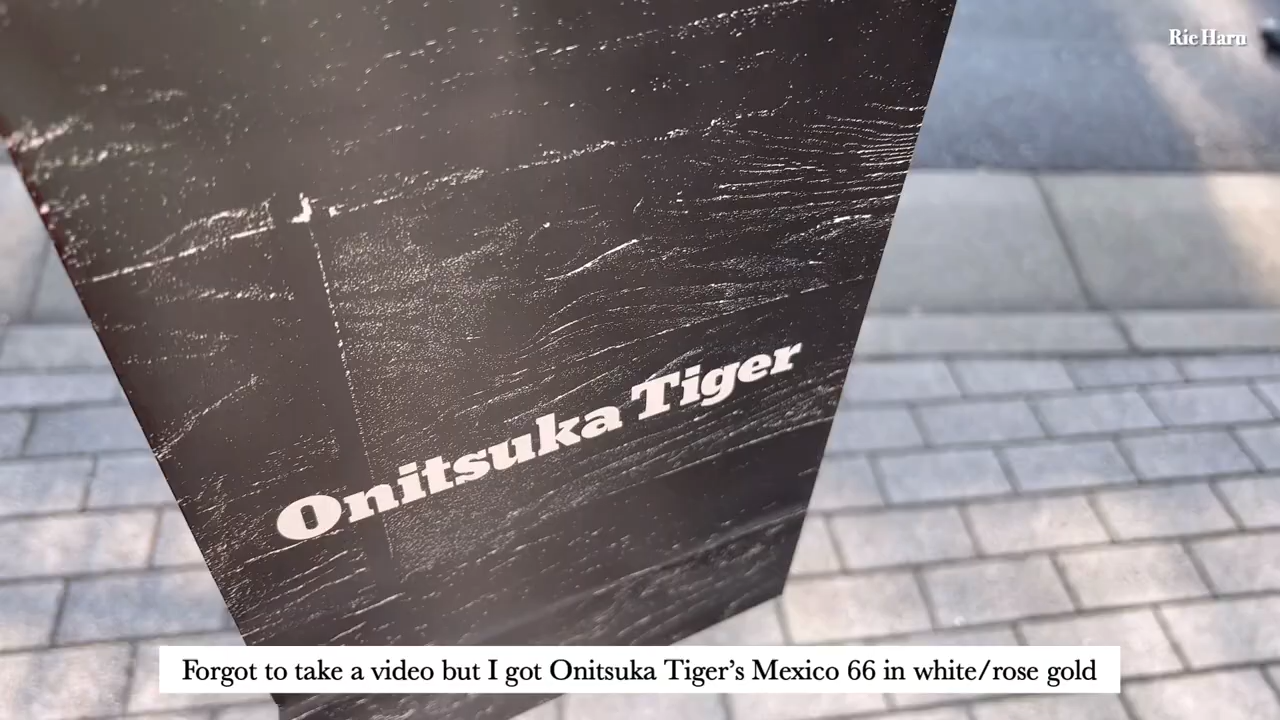 Rie Haru
Onitsuka Tiger
Forgot to take a video but I got Onitsuka Tiger’s Mexico 66 in white/rose gold